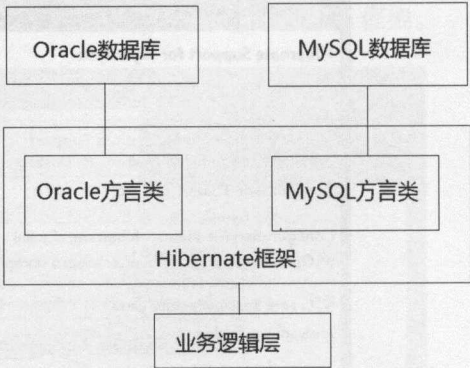 Oracle数据库
MySQL数据库
Oracle方言类
MySQL方言类
Hibernate框架
业务逻辑层